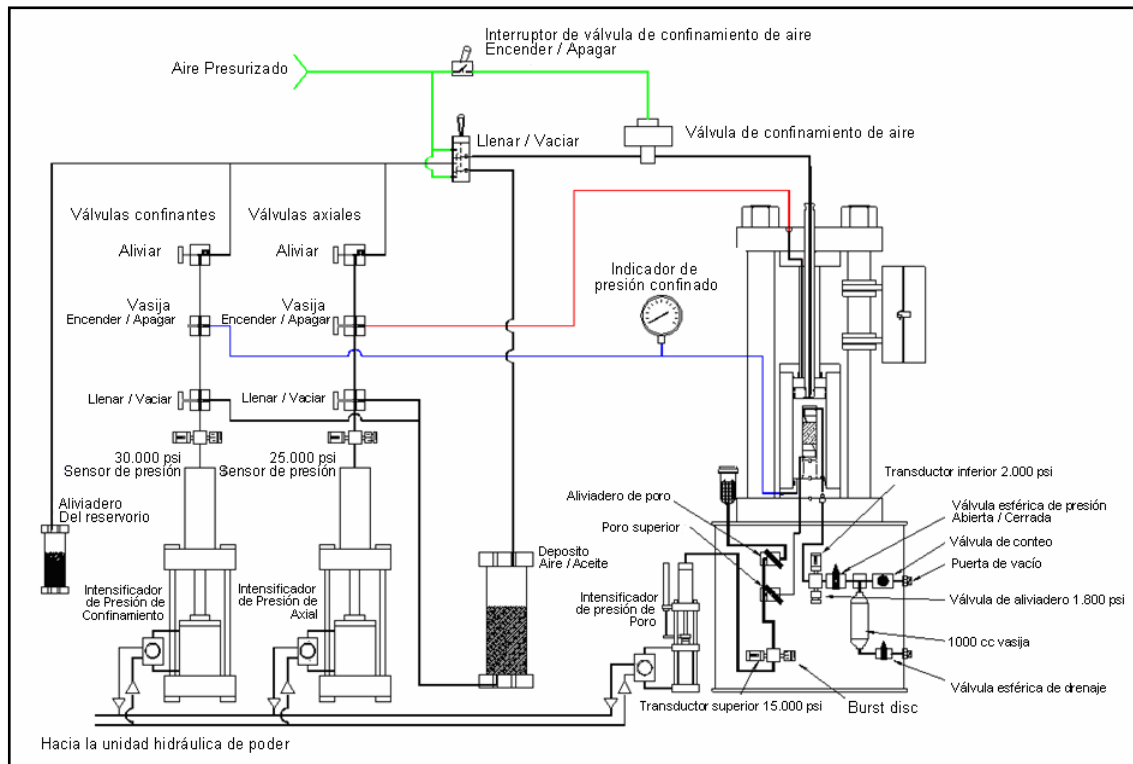 Interruptor de válvula de confinamiento de aire
Encender / Apagar
Aire Presurizado
Llenar / Vaciar
Válvula de confinamiento de aire
Válvulas confinantes
Válvulas axiales
Aliviar
Aliviar
Indicador de
presión confinado
Vasija
Encender / Apagar
Vasija
Encender / Apagar
Llenar / Vaciar
Llenar / Vaciar
30.000 psi
Sensor de presión
25.000 psi
Sensor de presión
Transductor inferior 2.000 psi
Aliviadero de poro
Válvula esférica de presión
Abierta / Cerrada
Aliviadero
Del reservorio
Poro superior
Válvula de conteo
Deposito
Aire / Aceite
Puerta de vacío
Intensificador
de Presión de
Confinamiento
Intensificador
de Presión de
Axial
Intensificador
de presión de
Poro
Válvula de aliviadero 1.800 psi
1000 cc vasija
Válvula esférica de drenaje
Transductor superior 15.000 psi
Burst disc
Hacia la unidad hidráulica de poder